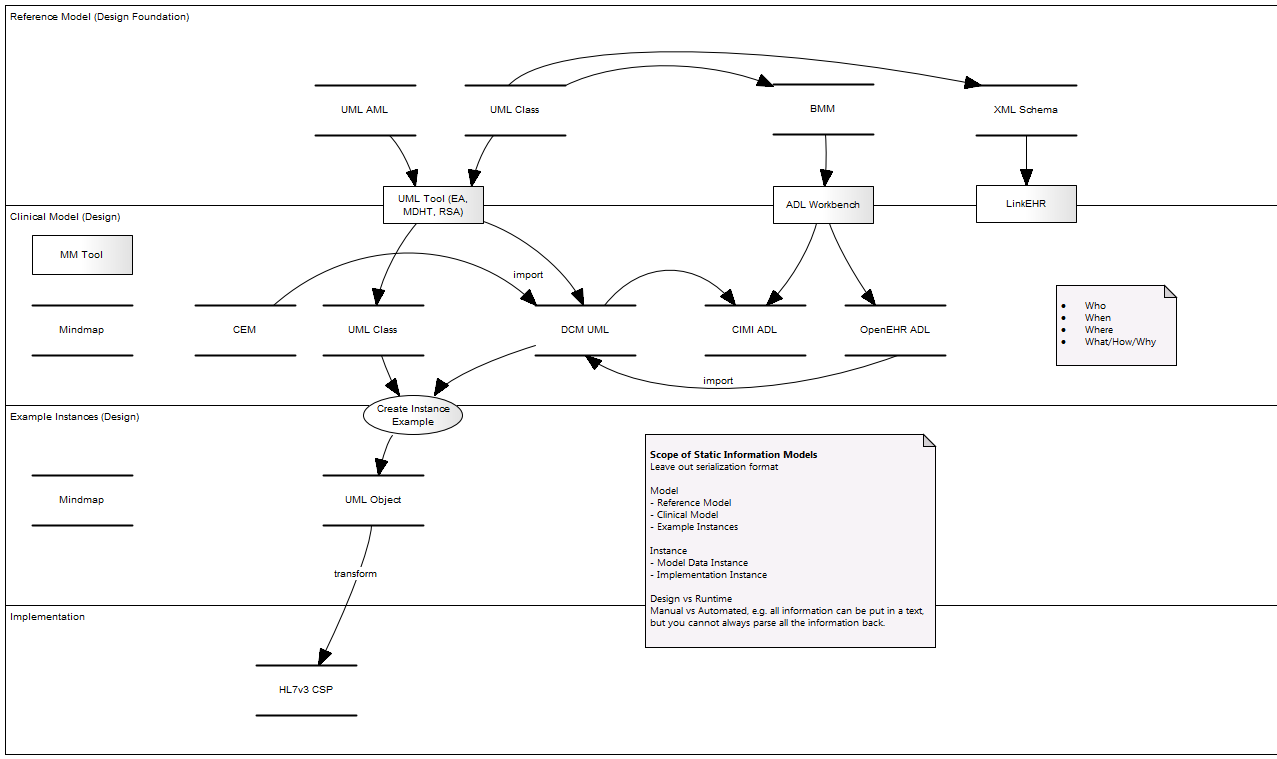 Reference Model (Design Foundation)
UML AML
UML Class
BMM
XML Schema
UML Tool (EA,
MDHT, RSA)
ADL Workbench
LinkEHR
Clinical Model (Design)
MM Tool
import
Mindmap
CEM
UML Class
DCM UML
CIMI ADL
OpenEHR ADL
• Who
• When
• Where
• What/How/Why
import
Create Instance
Example
Example Instances (Design)
Mindmap
UML Object
Scope of Static Information Models
Leave out serialization format
Model
- Reference Model
- Clinical Model
- Example Instances
Instance
- Model Data Instance
- Implementation Instance
Design vs Runtime
Manual vs Automated, e.g. all information can be put in a text,
but you cannot always parse all the information back.
transform
Implementation
HL7v3 CSP